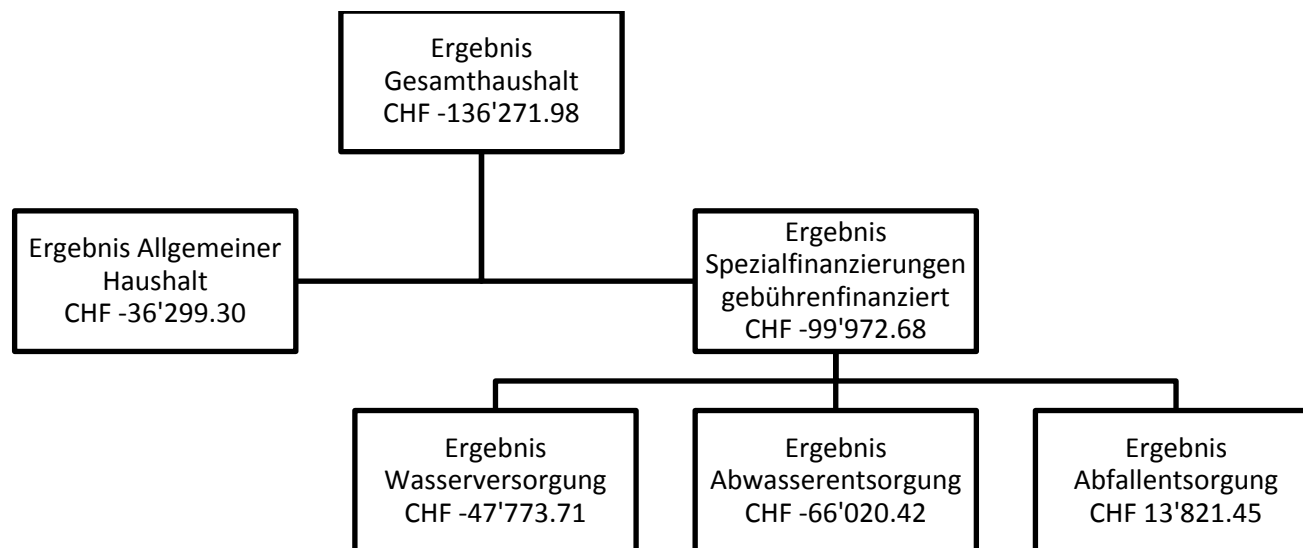 Ergebnis
Gesamthaushalt
CHF -136'271.98
Ergebnis Allgemeiner
Haushalt
CHF -36'299.30
Ergebnis
Spezialfinanzierungen
gebührenfinanziert
CHF -99'972.68
Ergebnis
Wasserversorgung
CHF -47'773.71
Ergebnis
Abwasserentsorgung
CHF -66'020.42
Ergebnis
Abfallentsorgung
CHF 13'821.45